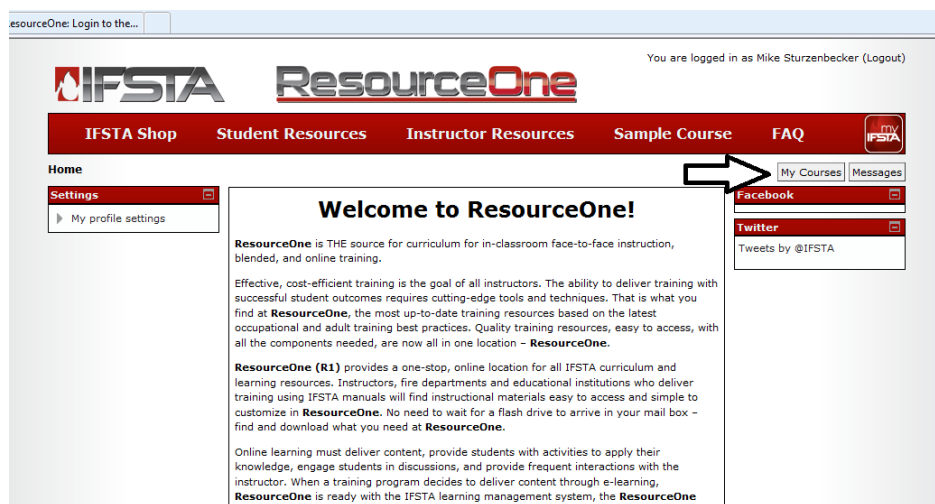 esourceOne: Login to the...
You are logged in as Mike Sturzenbecker (Logout)
IFSTA ResourceOne
IFSTA Shop Student Resources Instructor Resources Sample Course FAQ my IFSTA
Home My Courses Messages
Settings
My profile settings
Welcome to ResourceOne!
ResourceOne is THE source for curriculum for in-classroom face-to-face instruction,
blended, and online training.
Effective, cost-efficient training is the goal of all instructors. The ability to deliver training with
successful student outcomes requires cutting-edge tools and techniques. That is what you
find at ResourceOne, the most up-to-date training resources based on the latest
occupational and adult training best practices. Quality training resources, easy to access, with
all the components needed, are now all in one location – ResourceOne.
ResourceOne (R1) provides a one-stop, online location for all IFSTA curriculum and
learning resources. Instructors, fire departments and educational institutions who deliver
training using IFSTA manuals will find instructional materials easy to access and simple to
customize in ResourceOne. No need to wait for a flash drive to arrive in your mail box –
find and download what you need at ResourceOne.
Online learning must deliver content, provide students with activities to apply their
knowledge, engage students in discussions, and provide frequent interactions with the
instructor. When a training program decides to deliver content through e-learning,
ResourceOne is ready with the IFSTA learning management system, the ResourceOne
Facebook
Twitter
Tweets by @IFSTA